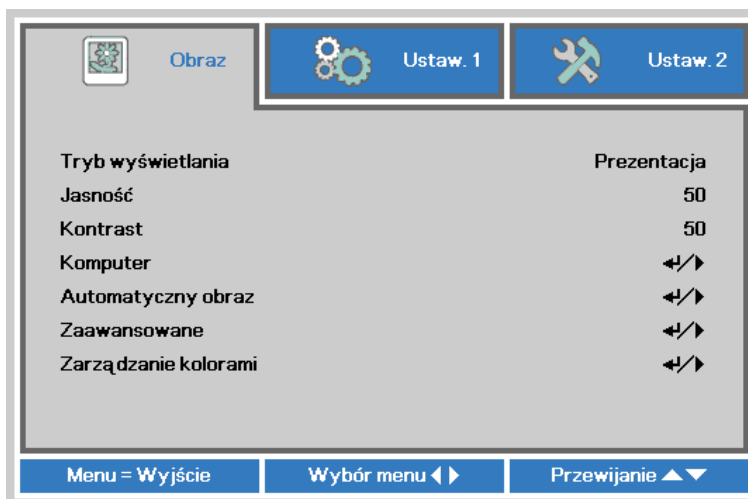 Obraz
Ustaw. 1
Ustaw. 2
Tryb wyświetlania Prezentacja
Jasność 50
Kontrast 50
Komputer
Automatyczny obraz
Zaawansowane
Zarządzanie kolorami
Menu = Wyjście Wybór menu Przewijanie